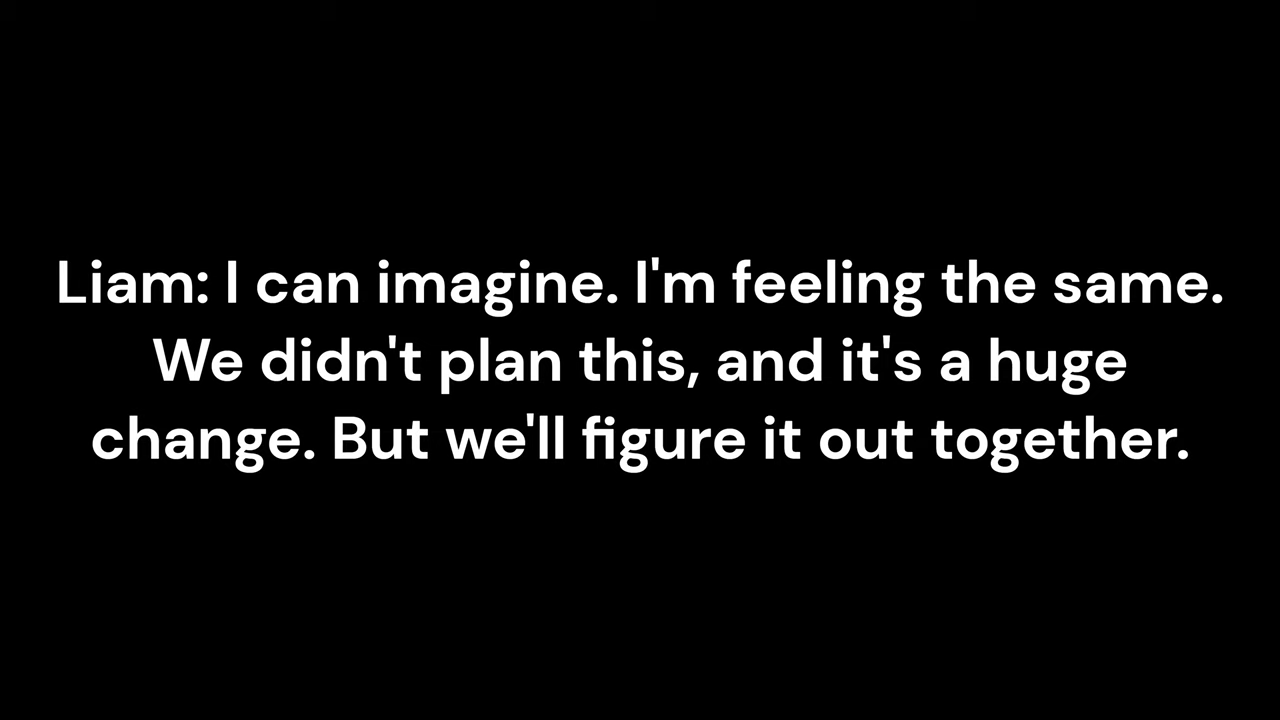 Liam: I can imagine. I'm feeling the same.
We didn't plan this, and it's a huge
change. But we'll figure it out together.